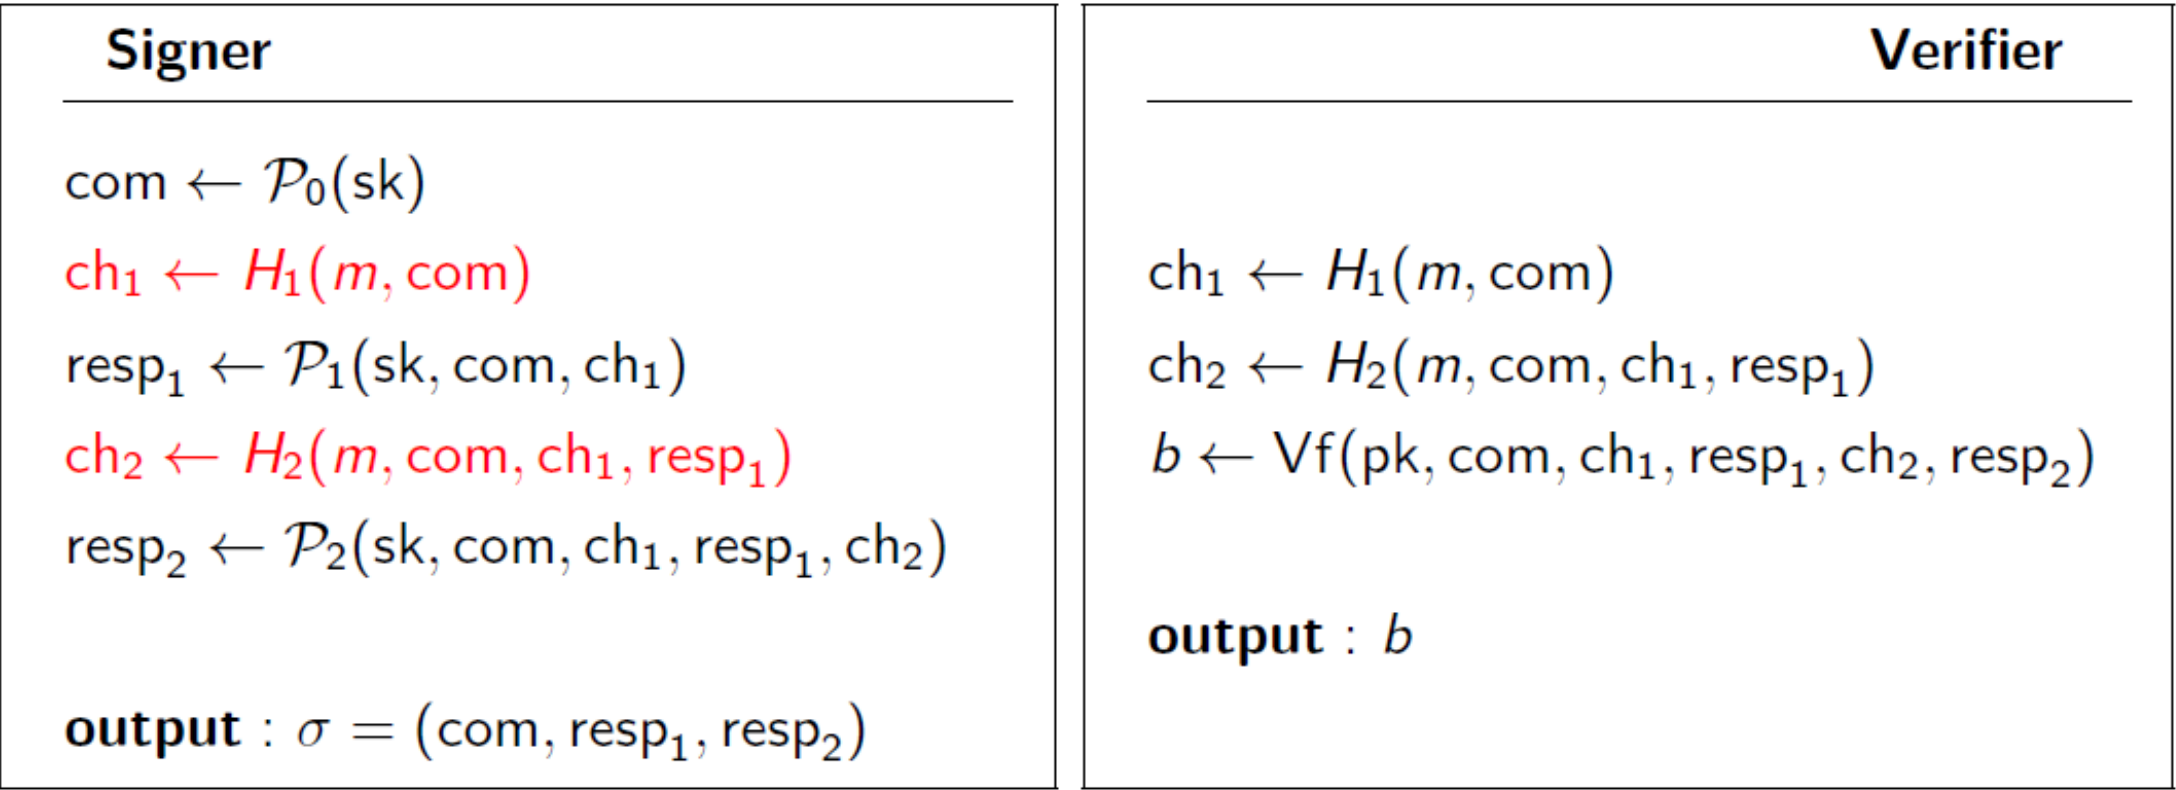 Signer
com ← 𝒫₀(sk)
ch₁ ← H₁(m, com)
resp₁ ← 𝒫₁(sk, com, ch₁)
ch₂ ← H₂(m, com, ch₁, resp₁)
resp₂ ← 𝒫₂(sk, com, ch₁, resp₁, ch₂)
output : σ = (com, resp₁, resp₂)
Verifier
ch₁ ← H₁(m, com)
ch₂ ← H₂(m, com, ch₁, resp₁)
b ← Vf(pk, com, ch₁, resp₁, ch₂, resp₂)
output : b